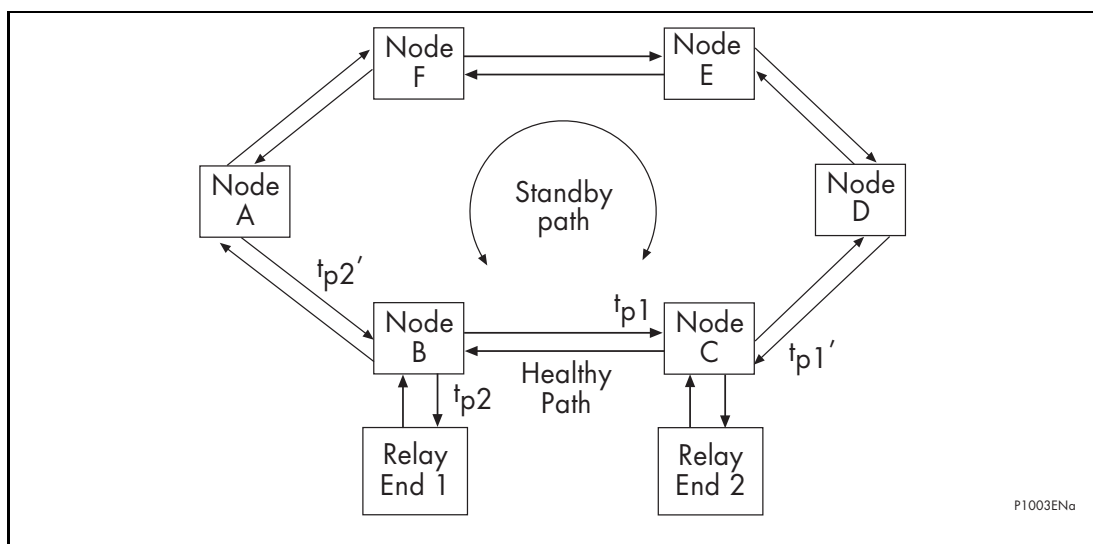 Node
F
Node
E
Node
A
Standby
path
Node
D
tp2'
tp1
Node
B
Node
C
tp1'
Healthy
Path
tp2
Relay
End 1
Relay
End 2
P1003ENa